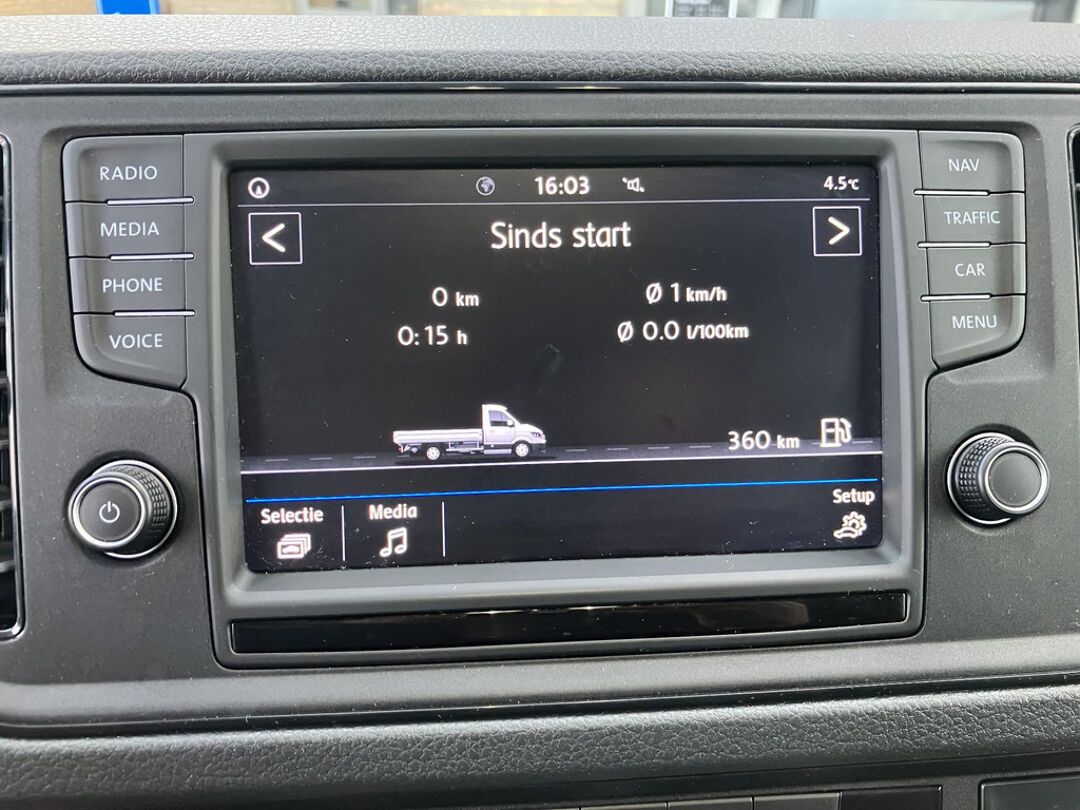 RADIO
MEDIA
PHONE
VOICE
16:03
4.5°C
<
Sinds start
>
0 km
Ø 1 km/h
0:15 h
Ø 0.0 l/100km
360 km
Selectie
Media
Setup
NAV
TRAFFIC
CAR
MENU